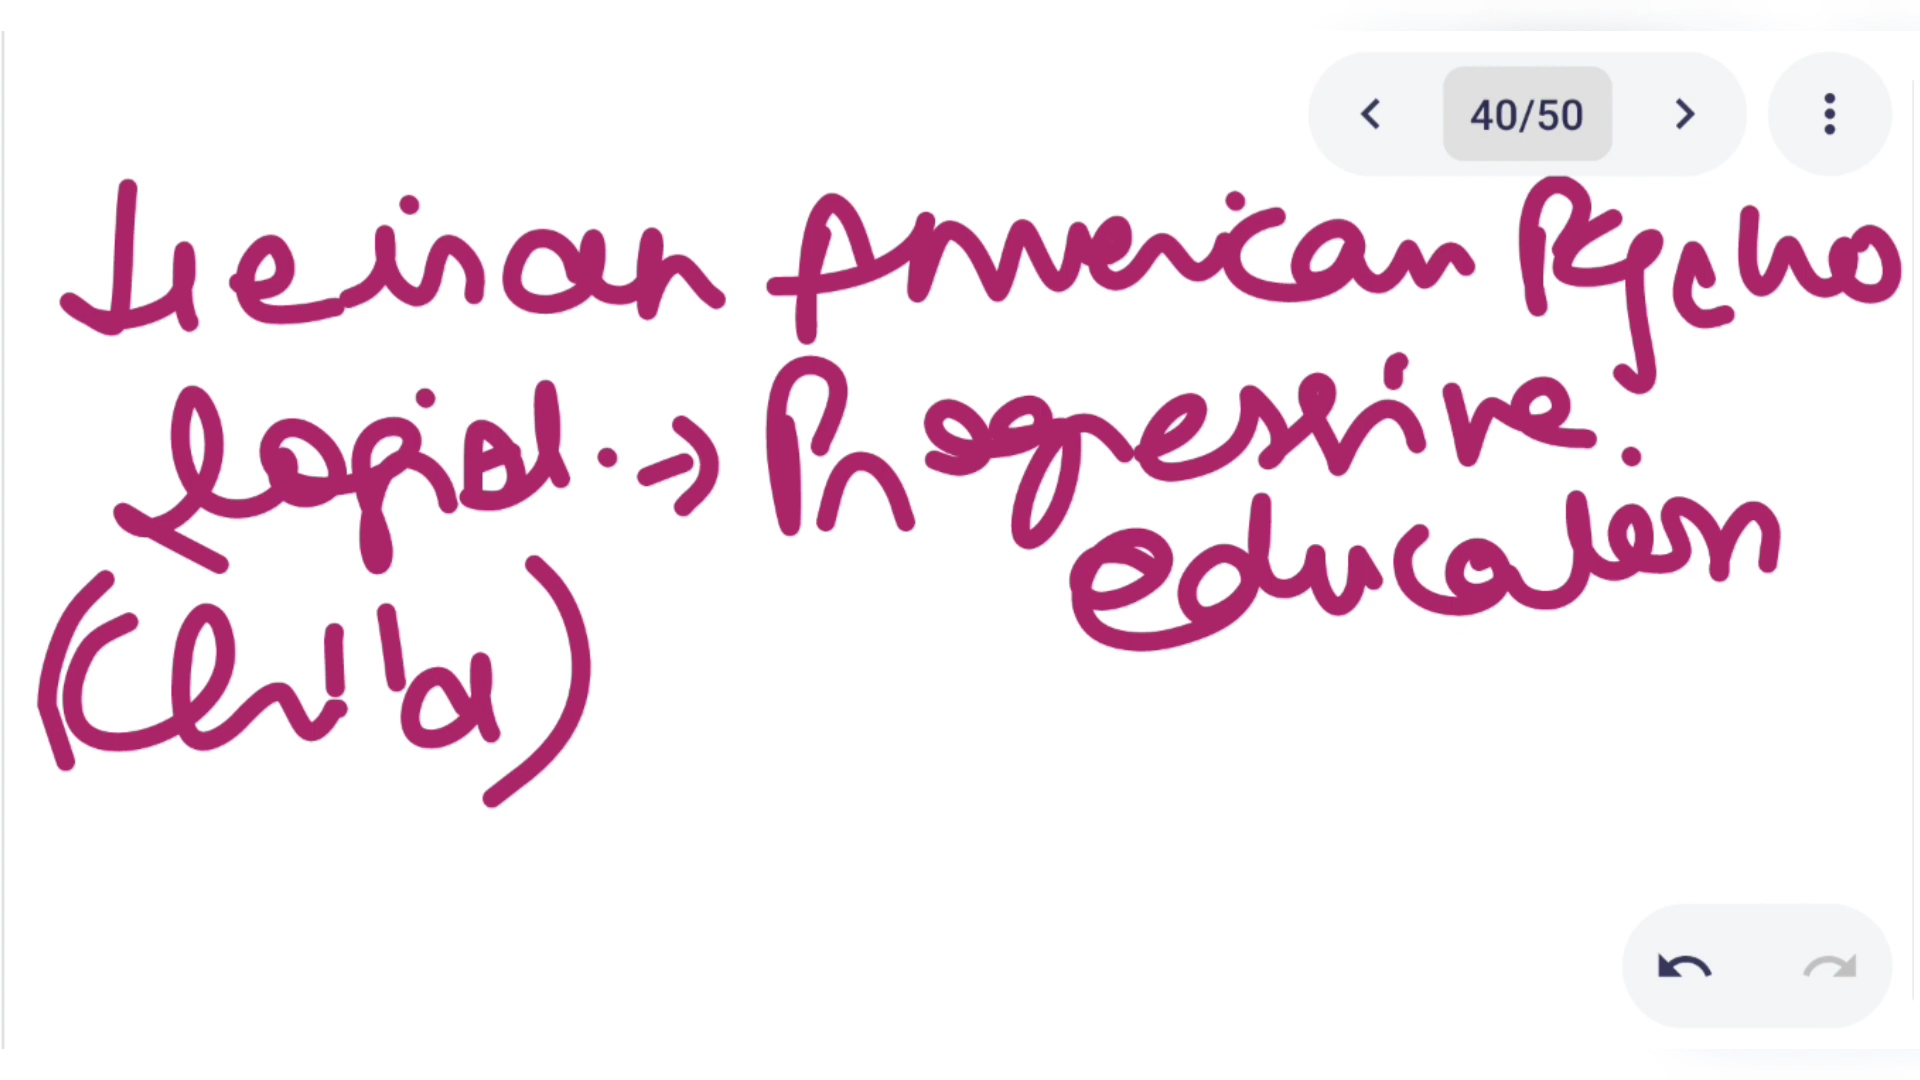 40/50
He is an American Psycho
logist. → Progressive
education
(Child)